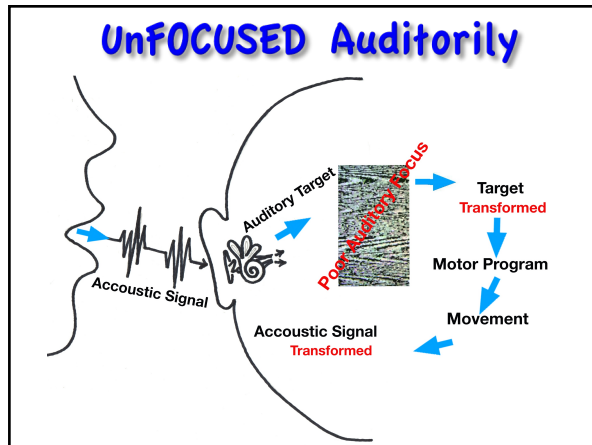 UnFOCUSED Auditorily
Auditory Target
Poor Auditory Focus
Target
Transformed
Motor Program
Movement
Accoustic Signal
Accoustic Signal
Transformed